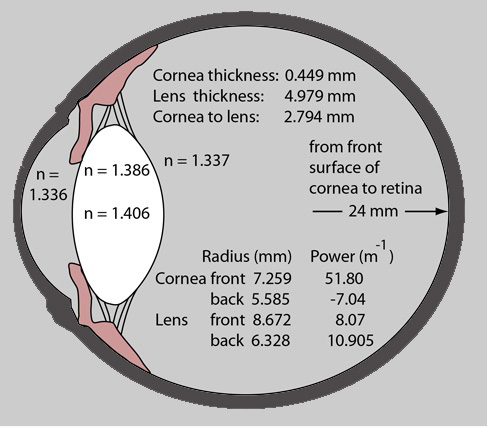 Cornea thickness: 0.449 mm
Lens thickness: 4.979 mm
Cornea to lens: 2.794 mm
from front
surface of
cornea to retina
24 mm
n =
1.336
n = 1.386
n = 1.337
n = 1.406
Radius (mm) Power (m-1)
Cornea front 7.259 51.80
back 5.585 -7.04
Lens front 8.672 8.07
back 6.328 10.905